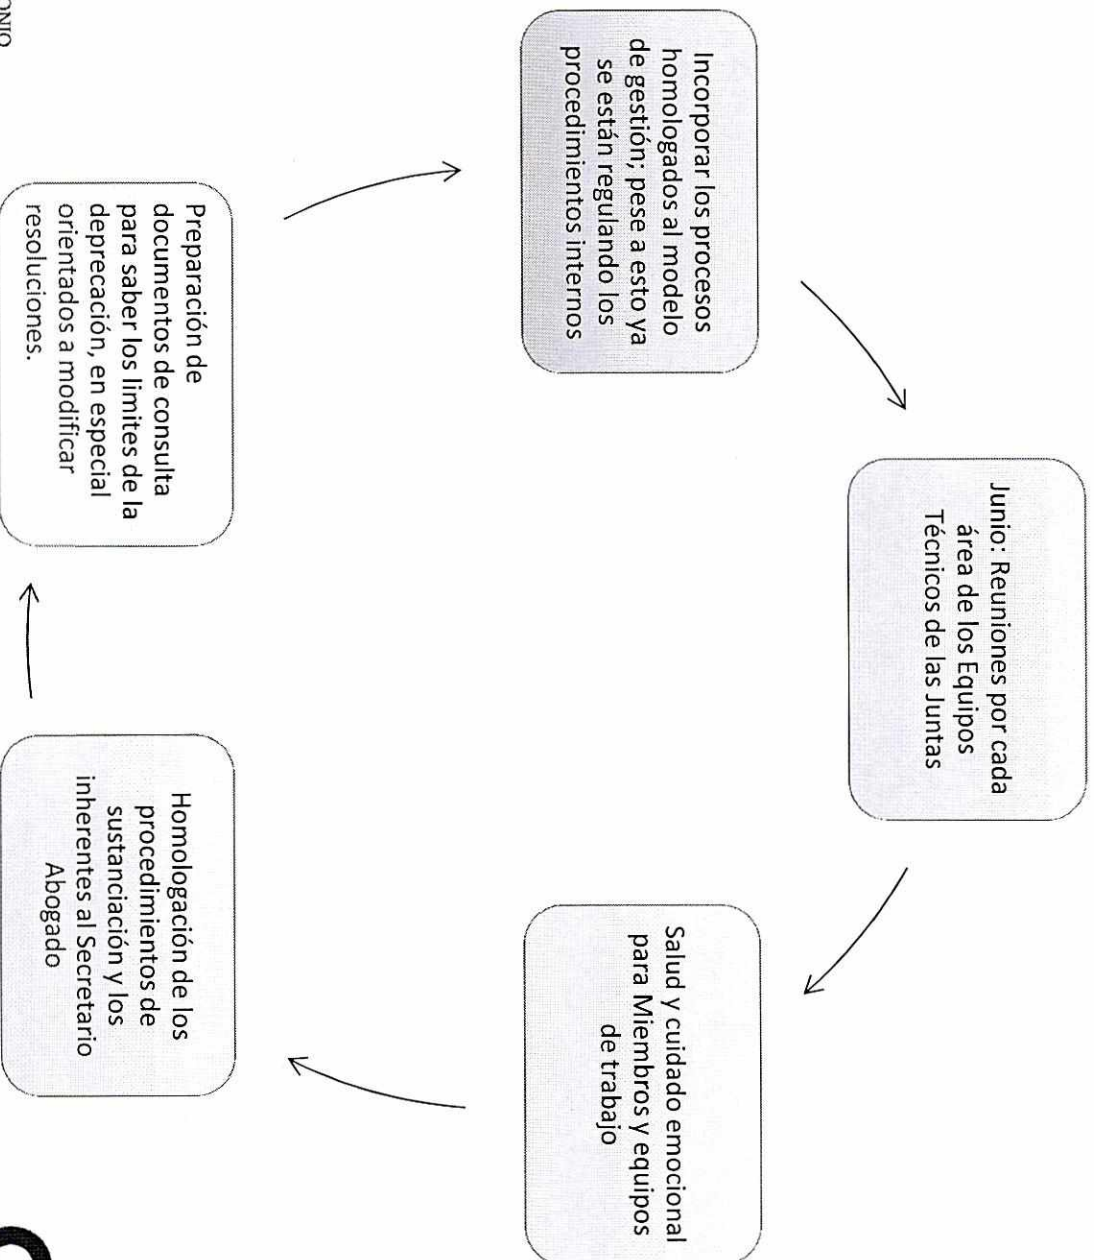 Junio: Reuniones por cada
área de los Equipos
Técnicos de las Juntas
Salud y cuidado emocional
para Miembros y equipos
de trabajo
Homologación de los
procedimientos de
sustanciación y los
inherentes al Secretario
Abogado
Preparación de
documentos de consulta
para saber los limites de la
deprecación, en especial
orientados a modificar
resoluciones.
Incorporar los procesos
homologados al modelo
de gestión; pese a esto ya
se están regulando los
procedimientos internos